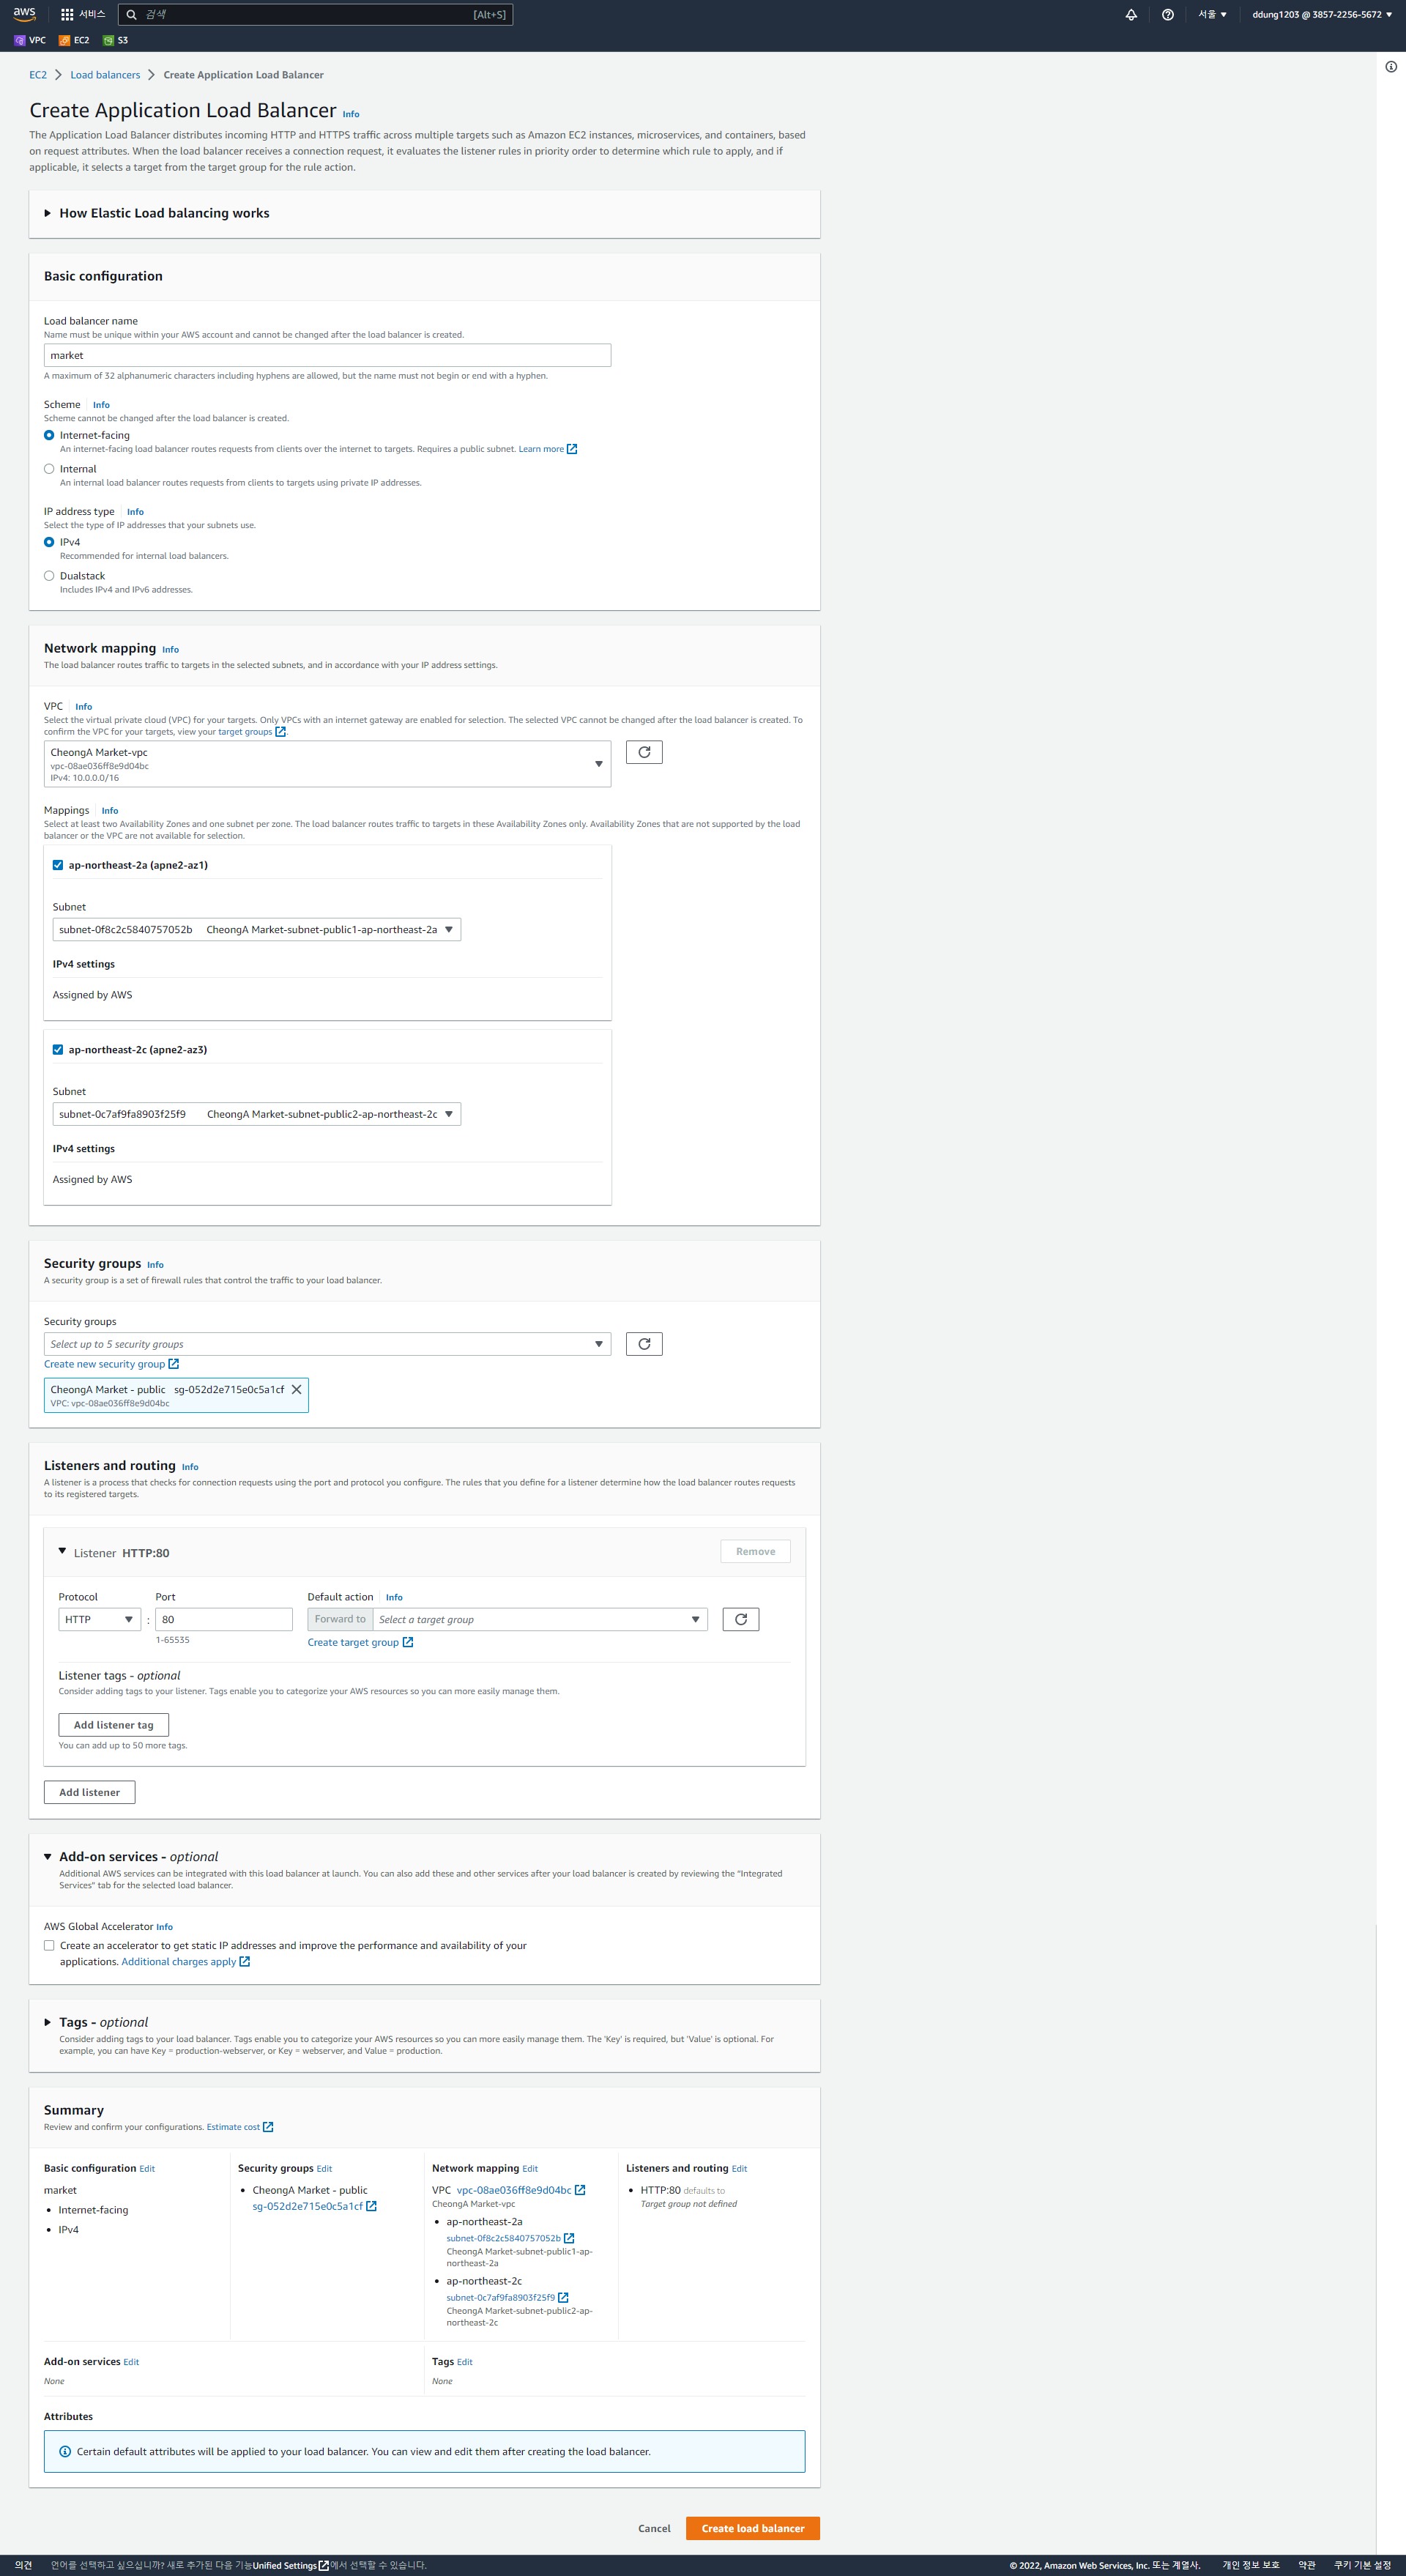 aws
서비스
검색
[Alt+S]
서울
ddung1203 @ 3857-2256-5672
VPC
EC2
S3
EC2 > Load balancers > Create Application Load Balancer
Create Application Load Balancer Info
The Application Load Balancer distributes incoming HTTP and HTTPS traffic across multiple targets such as Amazon EC2 instances, microservices, and containers, based
on request attributes. When the load balancer receives a connection request, it evaluates the listener rules in priority order to determine which rule to apply, and if
applicable, it selects a target from the target group for the rule action.
How Elastic Load balancing works
Basic configuration
Load balancer name
Name must be unique within your AWS account and cannot be changed after the load balancer is created.
market
A maximum of 32 alphanumeric characters including hyphens are allowed, but the name must not begin or end with a hyphen.
Scheme Info
Scheme cannot be changed after the load balancer is created.
Internet-facing
An internet-facing load balancer routes requests from clients over the internet to targets. Requires a public subnet. Learn more
Internal
An internal load balancer routes requests from clients to targets using private IP addresses.
IP address type Info
Select the type of IP addresses that your subnets use.
IPv4
Recommended for internal load balancers.
Dualstack
Includes IPv4 and IPv6 addresses.
Network mapping Info
The load balancer routes traffic to targets in the selected subnets, and in accordance with your IP address settings.
VPC Info
Select the virtual private cloud (VPC) for your targets. Only VPCs with an internet gateway are enabled for selection. The selected VPC cannot be changed after the load balancer is created. To
confirm the VPC for your targets, view your target groups.
CheongA Market-vpc
vpc-08ae036ff8e9d04bc
IPv4: 10.0.0.0/16
Mappings Info
Select at least two Availability Zones and one subnet per zone. The load balancer routes traffic to targets in these Availability Zones only. Availability Zones that are not supported by the load
balancer or the VPC are not available for selection.
ap-northeast-2a (apne2-az1)
Subnet
subnet-0f8c2c5840757052b CheongA Market-subnet-public1-ap-northeast-2a
IPv4 settings
Assigned by AWS
ap-northeast-2c (apne2-az3)
Subnet
subnet-0c7af9fa8903f25f9 CheongA Market-subnet-public2-ap-northeast-2c
IPv4 settings
Assigned by AWS
Security groups Info
A security group is a set of firewall rules that control the traffic to your load balancer.
Security groups
Select up to 5 security groups
Create new security group
CheongA Market - public sg-052d2e715e0c5a1cf
VPC: vpc-08ae036ff8e9d04bc
Listeners and routing Info
A listener is a process that checks for connection requests using the port and protocol you configure. The rules that you define for a listener determine how the load balancer routes requests
to its registered targets.
Listener HTTP:80
Remove
Protocol Port Default action Info
HTTP : 80 Forward to Select a target group
1-65535
Create target group
Listener tags - optional
Consider adding tags to your listener. Tags enable you to categorize your AWS resources so you can more easily manage them.
Add listener tag
You can add up to 50 more tags.
Add listener
Add-on services - optional
Additional AWS services can be integrated with this load balancer at launch. You can also add these and other services after your load balancer is created by reviewing the "Integrated
Services" tab for the selected load balancer.
AWS Global Accelerator Info
Create an accelerator to get static IP addresses and improve the performance and availability of your
applications. Additional charges apply
Tags - optional
Consider adding tags to your load balancer. Tags enable you to categorize your AWS resources so you can more easily manage them. The 'Key' is required, but 'Value' is optional. For
example, you can have Key = production-webserver, or Key = webserver, and Value = production.
Summary
Review and confirm your configurations. Estimate cost
Basic configuration Edit
market
• Internet-facing
• IPv4
Security groups Edit
• CheongA Market - public
sg-052d2e715e0c5a1cf
Network mapping Edit
VPC vpc-08ae036ff8e9d04bc
CheongA Market-vpc
• ap-northeast-2a
subnet-0f8c2c5840757052b
CheongA Market-subnet-public1-ap-
northeast-2a
• ap-northeast-2c
subnet-0c7af9fa8903f25f9
CheongA Market-subnet-public2-ap-
northeast-2c
Listeners and routing Edit
• HTTP:80 defaults to
Target group not defined
Add-on services Edit
None
Tags Edit
None
Attributes
Certain default attributes will be applied to your load balancer. You can view and edit them after creating the load balancer.
Cancel
Create load balancer
의견
언어를 선택하고 싶으십니까? 새로 추가된 다음 기능Unified Settings에서 선택할 수 있습니다.
© 2022, Amazon Web Services, Inc. 또는 계열사.
개인 정보 보호
약관
쿠키 기본 설정